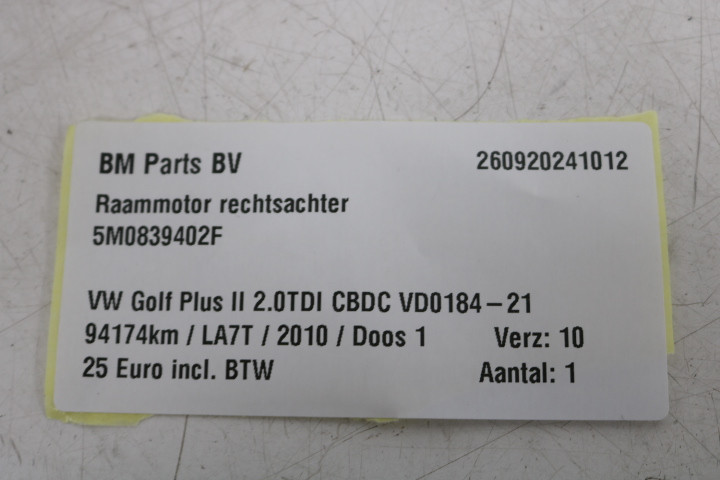 BM Parts BV 260920241012
Raammotor rechtsachter
5M0839402F
VW Golf Plus II 2.0TDI CBDC VD0184-21
94174km / LA7T / 2010 / Doos 1 Verz: 10
25 Euro incl. BTW Aantal: 1